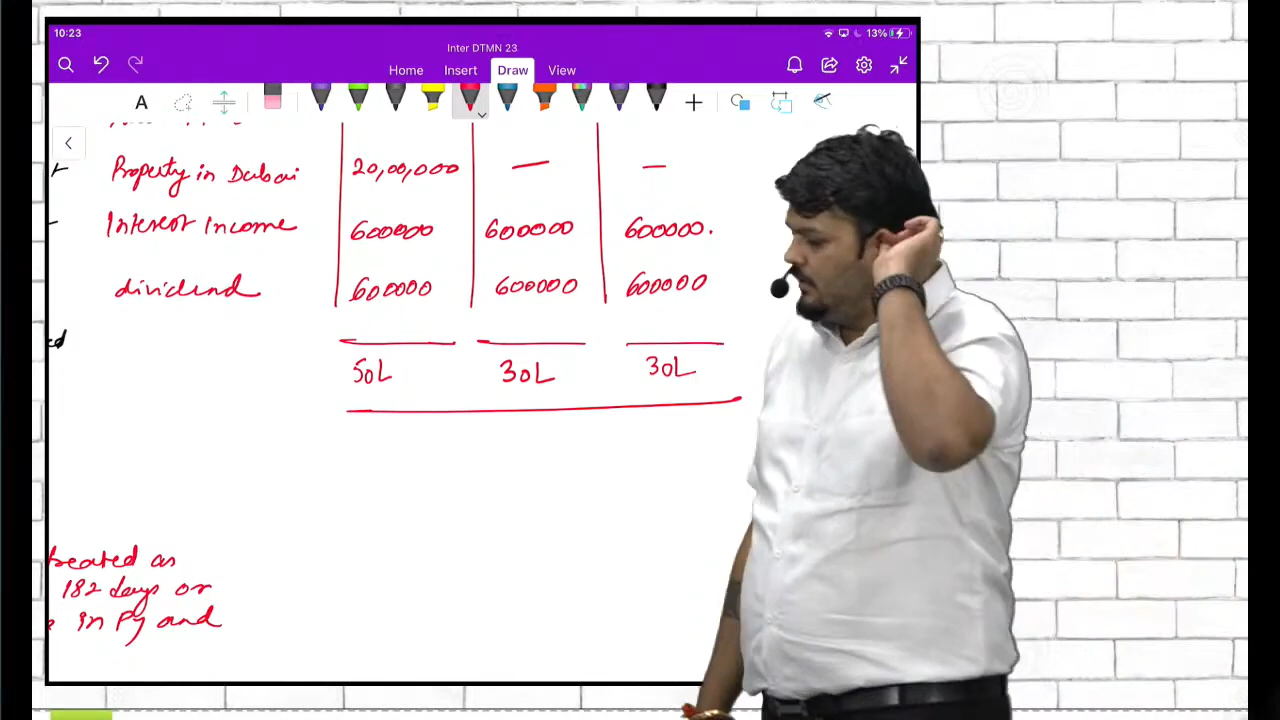 10:23
13%
Inter DTMN 23
Home Insert Draw View
A
Property in Dubai 20,00,000 — —
Interest Income 600000 600000 600000.
dividend 600000 600000 600000
50L 30L 30L
treated as
182 days or
in Py and